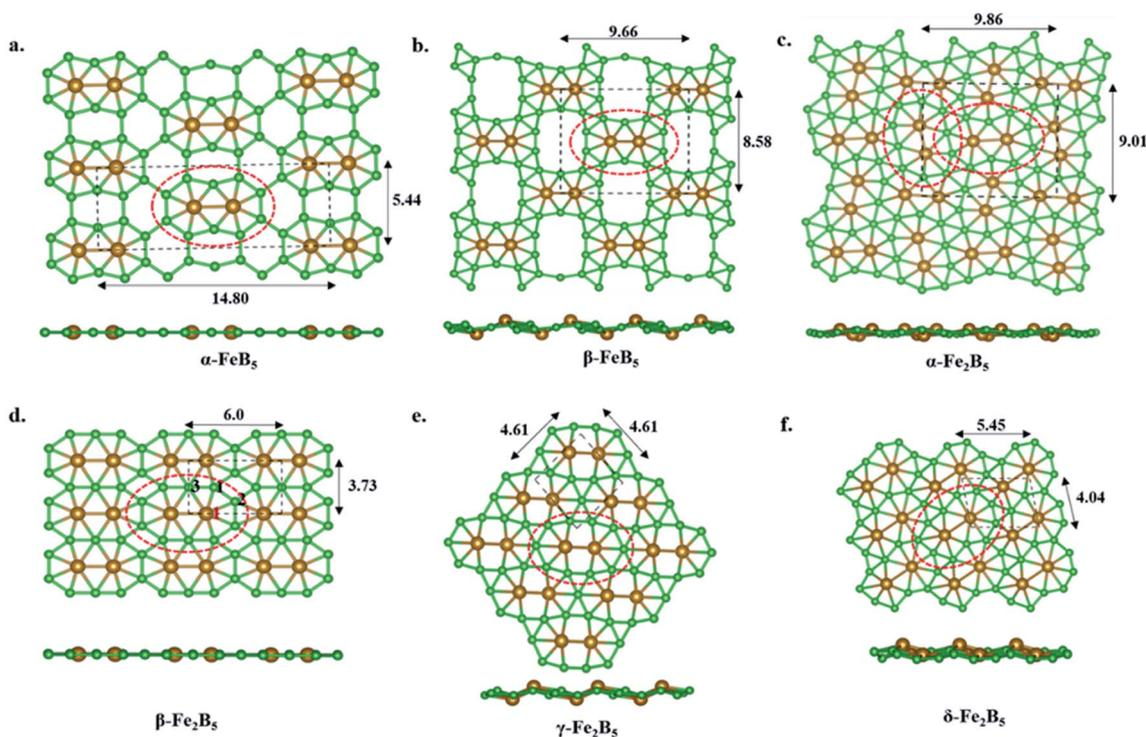 a.
5.44
14.80
α-FeB₅
b.
9.66
8.58
β-FeB₅
c.
9.86
9.01
α-Fe₂B₅
d.
6.0
3 1
2
1
3.73
β-Fe₂B₅
e.
4.61 4.61
γ-Fe₂B₅
f.
5.45
4.04
δ-Fe₂B₅